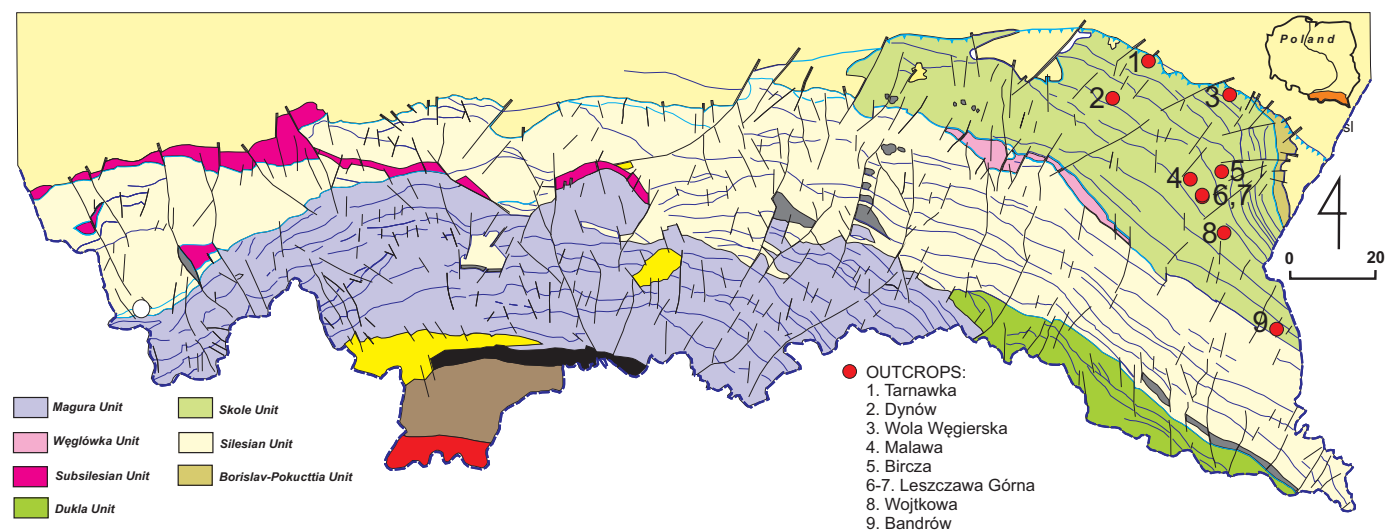 Poland
1
2
3
sl
4
5
6,7
8
0
20
9
OUTCROPS:
1. Tarnawka
2. Dynów
3. Wola Węgierska
4. Malawa
5. Bircza
6-7. Leszczawa Górna
8. Wojtkowa
9. Bandrów
Magura Unit
Węglówka Unit
Subsilesian Unit
Dukla Unit
Skole Unit
Silesian Unit
Borislav-Pokucttia Unit